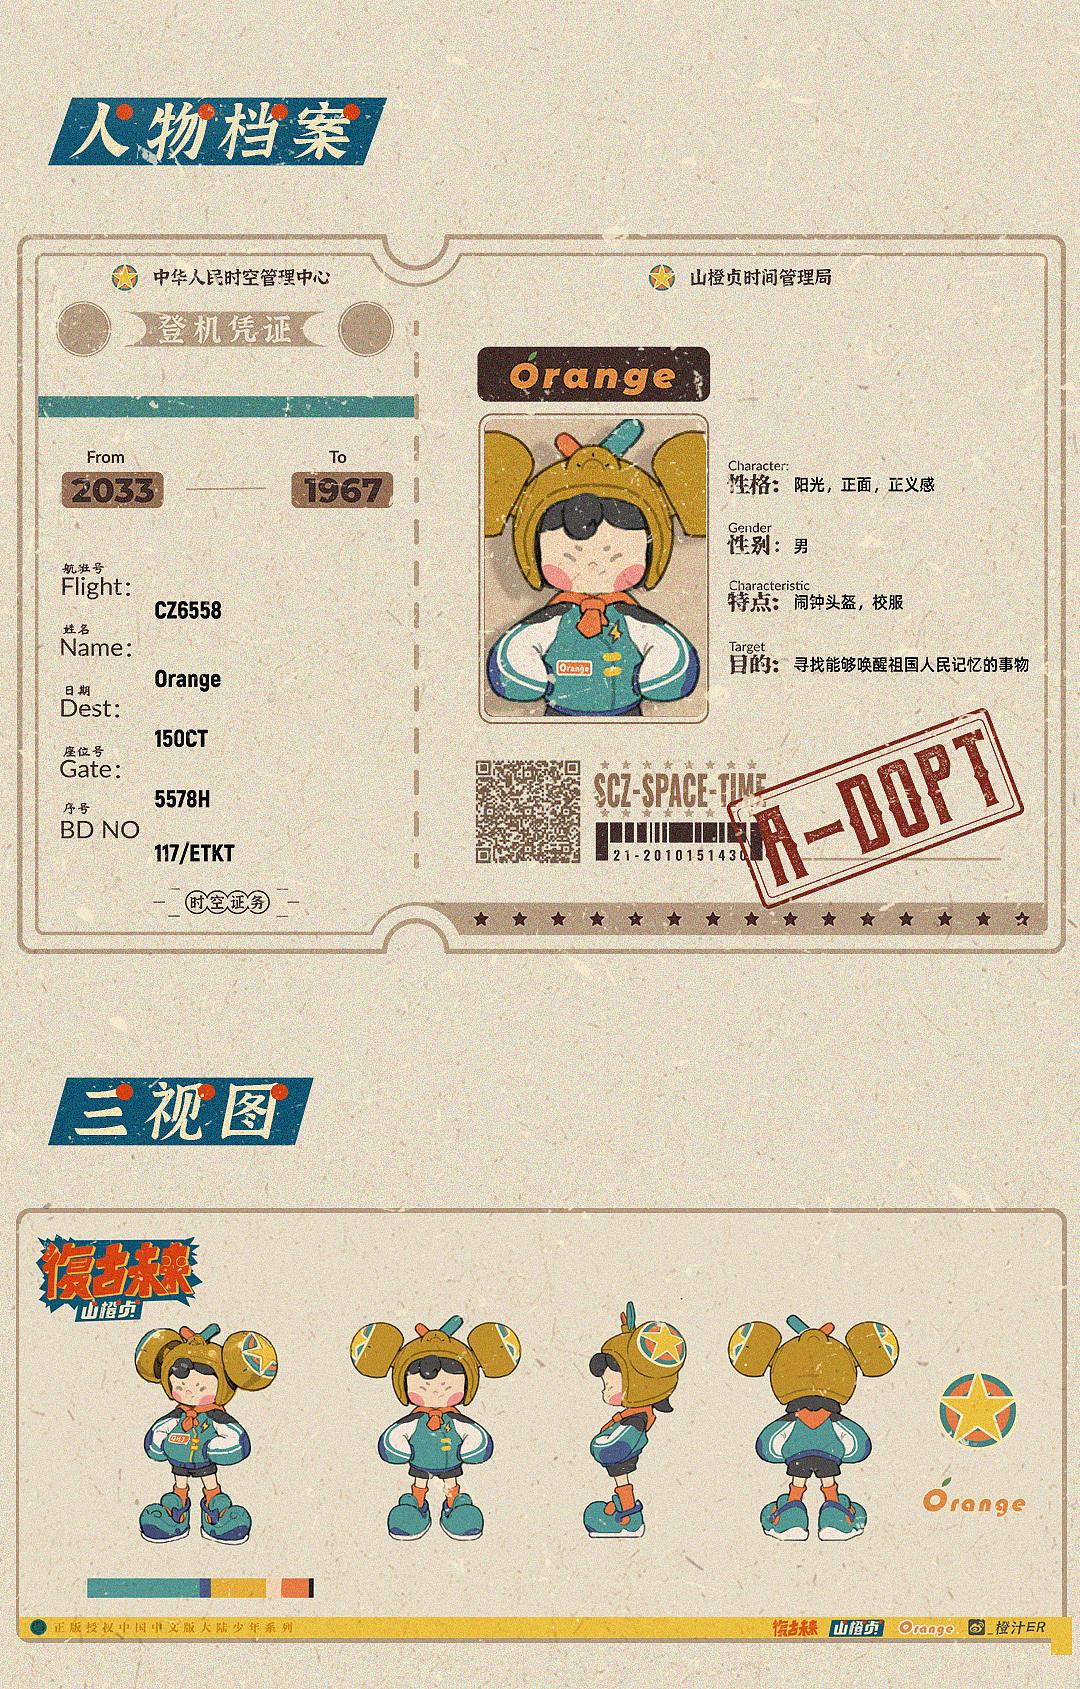 人物档案
中华人民时空管理中心
登机凭证
From
To
2033
1967
航班号
Flight:
CZ6558
姓名
Name:
Orange
日期
Dest:
150CT
座位号
Gate:
5578H
序号
BD NO
117/ETKT
时空证务
山橙贞时间管理局
Orange
Orange
Character:
性格: 阳光，正面，正义感
Gender
性别: 男
Characteristic
特点: 闹钟头盔，校服
Target
目的: 寻找能够唤醒祖国人民记忆的事物
SCZ-SPACE-TIME
21-2010151430
A-DOPT
三视图
復古未来
山橙贞
Orange
正版授权中国中文版大陆少年系列
復古未来
山橙贞
Orange
_橙汁ER